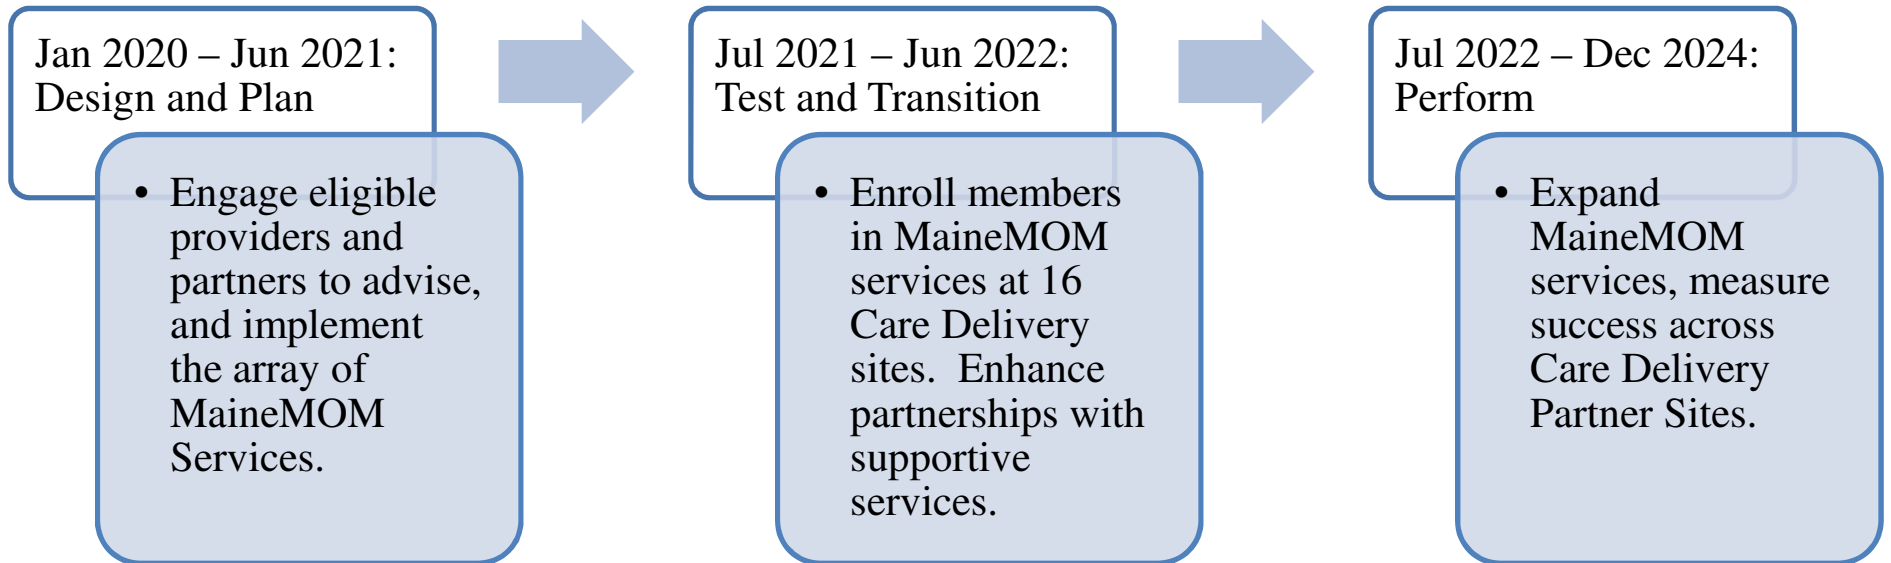 Jan 2020 – Jun 2021:
Design and Plan
• Engage eligible
providers and
partners to advise,
and implement
the array of
MaineMOM
Services.
Jul 2021 – Jun 2022:
Test and Transition
• Enroll members
in MaineMOM
services at 16
Care Delivery
sites.  Enhance
partnerships with
supportive
services.
Jul 2022 – Dec 2024:
Perform
• Expand
MaineMOM
services, measure
success across
Care Delivery
Partner Sites.